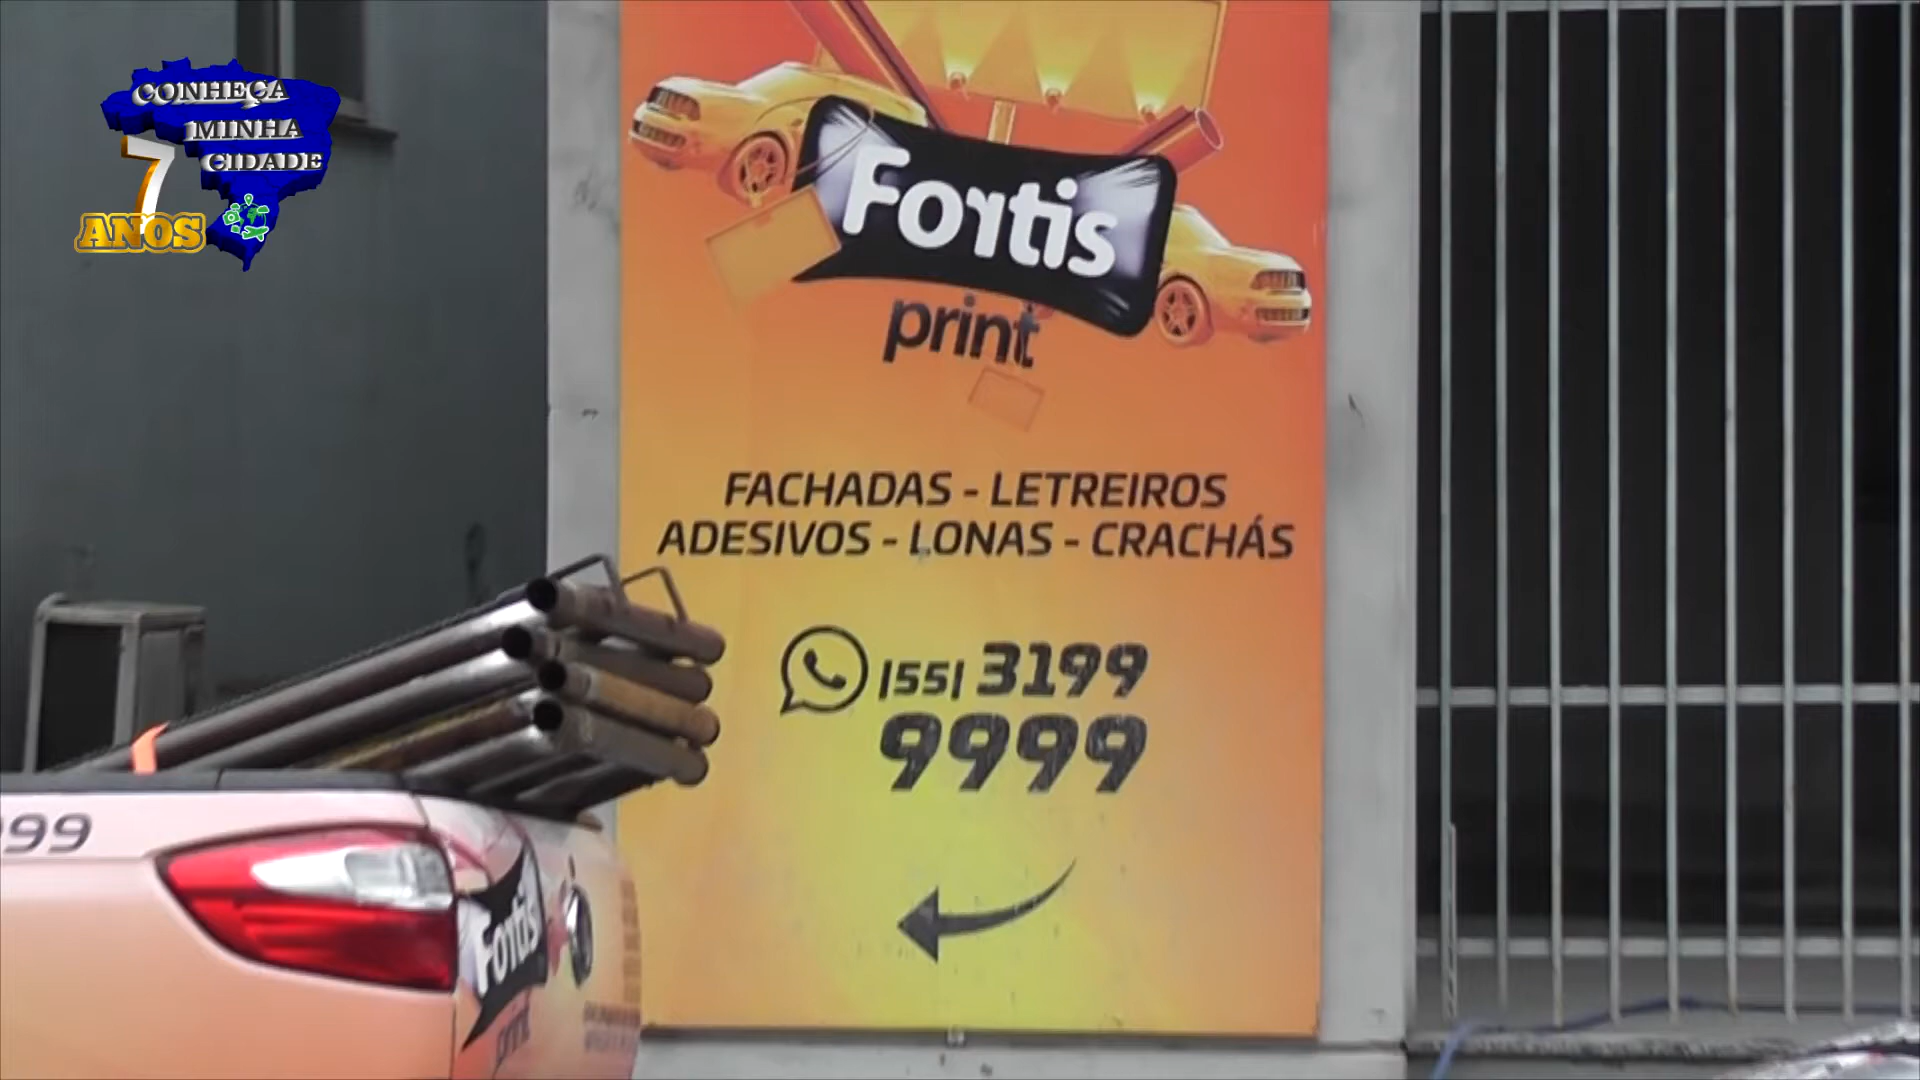 CONHEÇA
MINHA
CIDADE
7
ANOS
Fortis
print
FACHADAS - LETREIROS
ADESIVOS - LONAS - CRACHÁS
|55| 3199
9999
99
Fortis
print